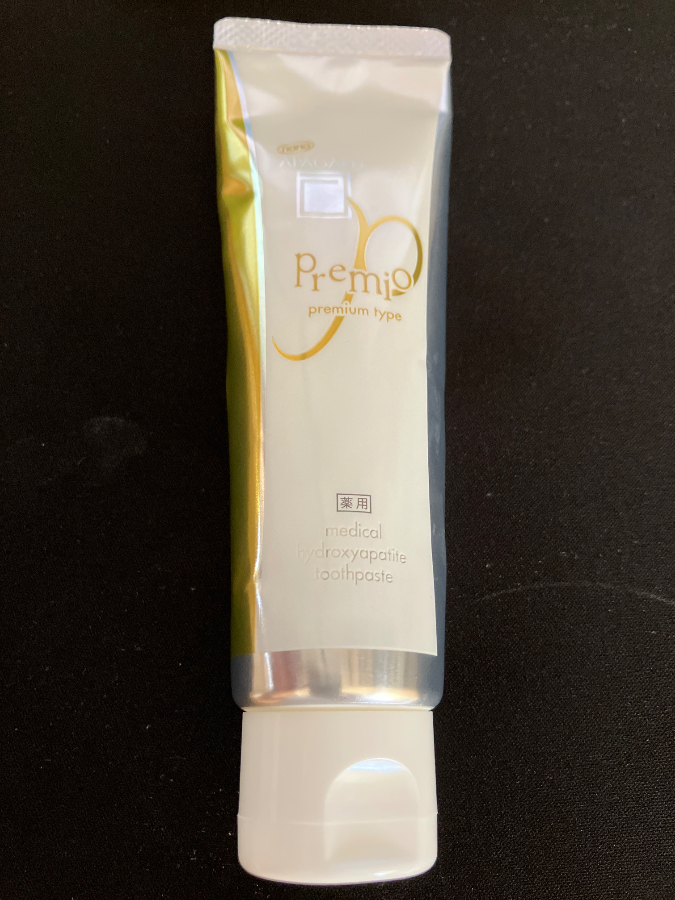 Premio
premium type
薬用
medical
hydroxyapatite
toothpaste